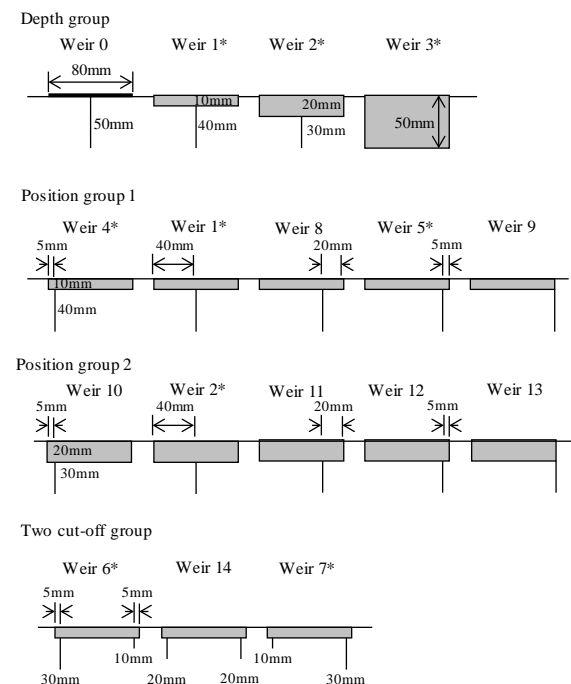 Depth group
Weir 0 Weir 1* Weir 2* Weir 3*
80mm
10mm 20mm
50mm 40mm 30mm 50mm
Position group 1
Weir 4* Weir 1* Weir 8 Weir 5* Weir 9
5mm 40mm 20mm 5mm
10mm
40mm
Position group 2
Weir 10 Weir 2* Weir 11 Weir 12 Weir 13
5mm 40mm 20mm 5mm
20mm
30mm
Two cut-off group
Weir 6* Weir 14 Weir 7*
5mm 5mm
10mm 10mm
30mm 20mm 20mm 30mm